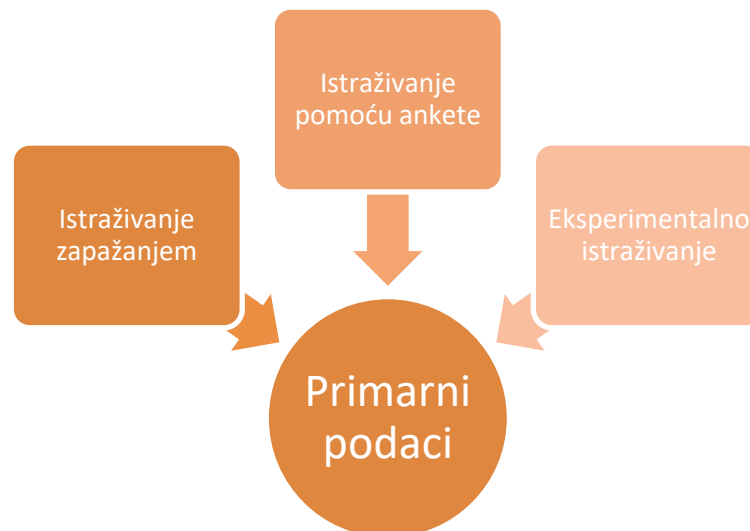 Istraživanje
pomoću ankete
Istraživanje
zapažanjem
Eksperimentalno
istraživanje
Primarni
podaci